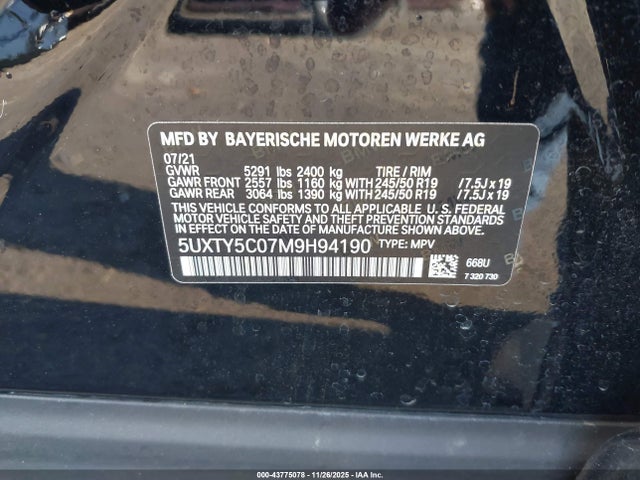 MFD BY BAYERISCHE MOTOREN WERKE AG
07/21
GVWR 5291 lbs 2400 kg TIRE / RIM
GAWR FRONT 2557 lbs 1160 kg WITH 245/50 R19 /7.5J x 19
GAWR REAR 3064 lbs 1390 kg WITH 245/50 R19 /7.5J x 19
THIS VEHICLE CONFORMS TO ALL APPLICABLE U.S. FEDERAL
MOTOR VEHICLE SAFETY AND THEFT PREVENTION STANDARDS
IN EFFECT ON THE DATE OF MANUFACTURE SHOWN ABOVE.
5UXTY5C07M9H94190 TYPE: MPV
668U
7 320 730
000-43775078 - 11/26/2025 - IAA Inc.